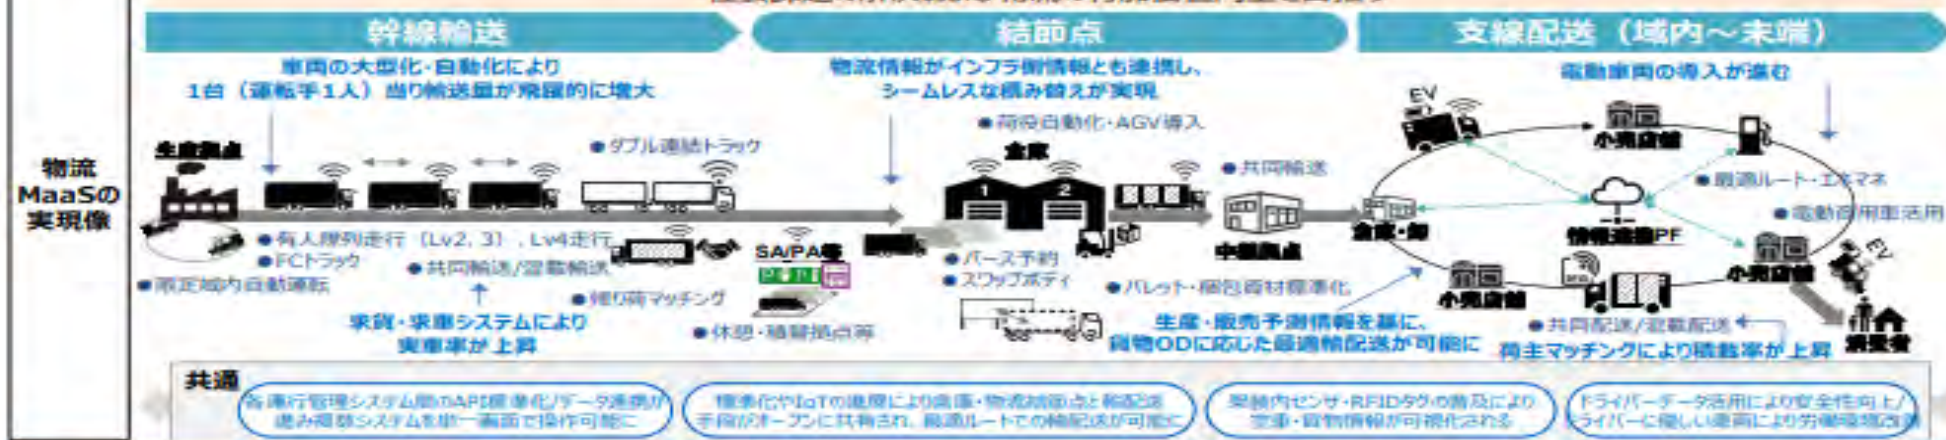 幹線輸送
結節点
支線配送（域内～末端）
車両の大型化・自動化により
1台（運転手1人）当り輸送量が飛躍的に増大
物流情報がインフラ側情報とも連携し、
シームレスな積み替えが実現
電動車両の導入が進む
物流
MaaSの
実現像
生産拠点
●ダブル連結トラック
●荷役自動化・AGV導入
倉庫
1
2
●共同輸送
EV
小売店舗
●最適ルート・エネマネ
●電動商用車活用
●有人隊列走行（Lv2, 3）, Lv4走行
●FCトラック
●共同輸送/混載輸送
●限定域内自動運転
●帰り荷マッチング
SA/PA等
●休憩・積替拠点等
●バース予約
●スワップボディ
中継拠点
●パレット・梱包資材標準化
倉庫・卸
情報連携PF
小売店舗
小売店舗
EV
消費者
●共同配送/混載配送
求貨・求車システムにより
実車率が上昇
生産・販売予測情報を基に、
貨物ODに応じた最適輸配送が可能に
荷主マッチングにより積載率が上昇
共通
各運行管理システム間のAPI標準化/データ連携が
進み複数システムを単一画面で操作可能に
標準化やIoTの進展により倉庫・物流結節点と輸配送
手段がオープンに共有され、最適ルートでの輸配送が可能に
架装内センサ・RFIDタグの普及により
空車・貨物情報が可視化される
ドライバーデータ活用により安全性向上/
ドライバーに優しい車両により労働環境改善